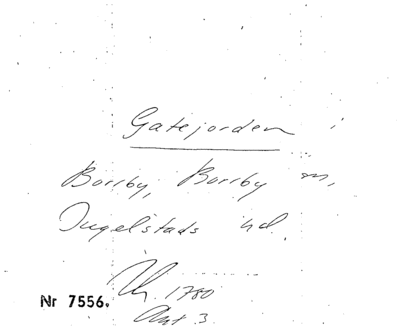 Gatejorden i
Borrby, Borrby sn,
Ingelstads hd.
1780
Nr 7556.
Akt 3